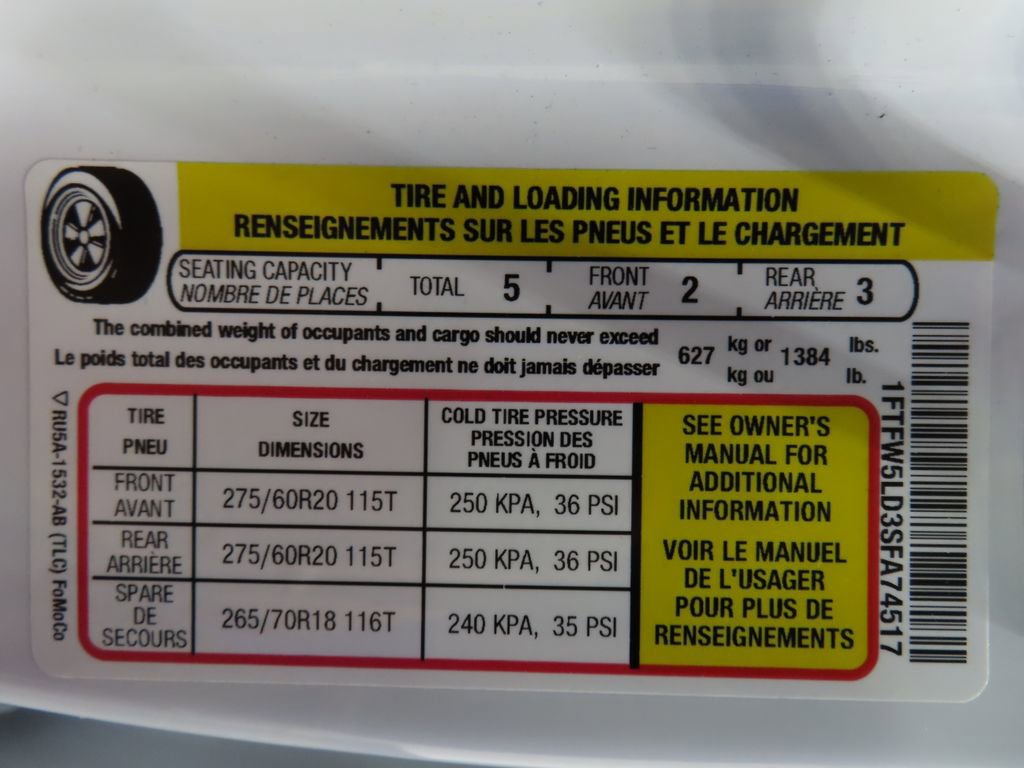 TIRE AND LOADING INFORMATION
RENSEIGNEMENTS SUR LES PNEUS ET LE CHARGEMENT
SEATING CAPACITY TOTAL 5 FRONT 2 REAR 3
NOMBRE DE PLACES AVANT ARRIÈRE
The combined weight of occupants and cargo should never exceed 627 kg or 1384 lbs.
Le poids total des occupants et du chargement ne doit jamais dépasser kg ou lb.
TIRE SIZE COLD TIRE PRESSURE
PNEU DIMENSIONS PRESSION DES
PNEUS À FROID
FRONT
AVANT 275/60R20 115T 250 KPA, 36 PSI
REAR
ARRIÈRE 275/60R20 115T 250 KPA, 36 PSI
SPARE
DE
SECOURS 265/70R18 116T 240 KPA, 35 PSI
SEE OWNER'S
MANUAL FOR
ADDITIONAL
INFORMATION
VOIR LE MANUEL
DE L'USAGER
POUR PLUS DE
RENSEIGNEMENTS
▽ RU5A-1532-AB (TLC) FoMoCo
1FTFW5LD3SFA74517